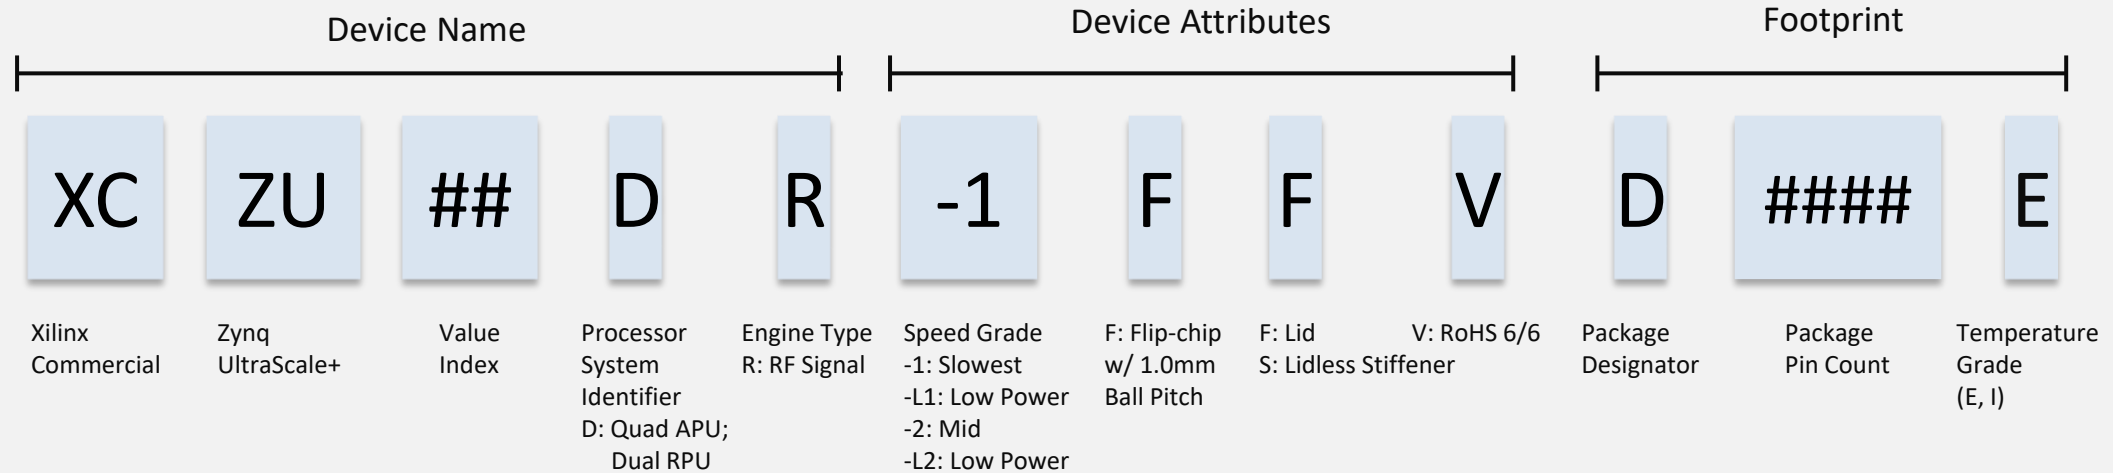 Device Name
Device Attributes
Footprint
XC
ZU
##
D
R
-1
F
F
V
D
####
E
Xilinx
Commercial
Zynq
UltraScale+
Value
Index
Processor
System
Identifier
D: Quad APU;
Dual RPU
Engine Type
R: RF Signal
Speed Grade
-1: Slowest
-L1: Low Power
-2: Mid
-L2: Low Power
F: Flip-chip
w/ 1.0mm
Ball Pitch
F: Lid
S: Lidless Stiffener
V: RoHS 6/6
Package
Designator
Package
Pin Count
Temperature
Grade
(E, I)